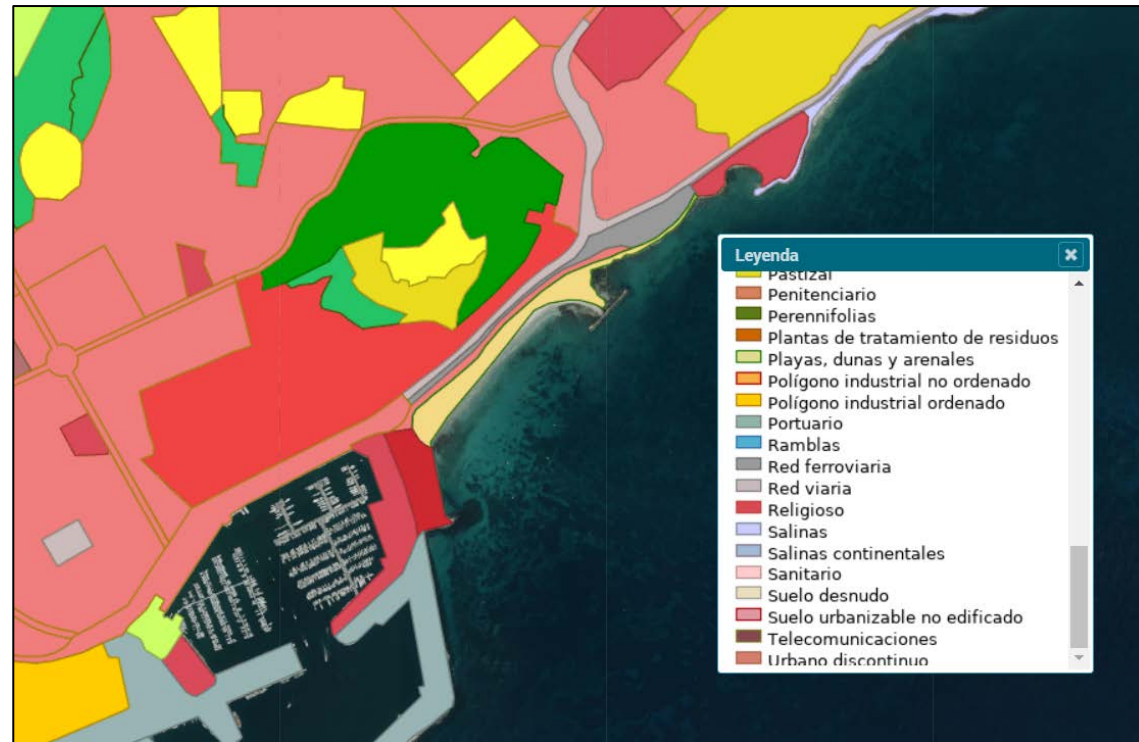 Leyenda
Pastizal
Penitenciario
Perennifolias
Plantas de tratamiento de residuos
Playas, dunas y arenales
Polígono industrial no ordenado
Polígono industrial ordenado
Portuario
Ramblas
Red ferroviaria
Red viaria
Religioso
Salinas
Salinas continentales
Sanitario
Suelo desnudo
Suelo urbanizable no edificado
Telecomunicaciones
Urbano discontinuo